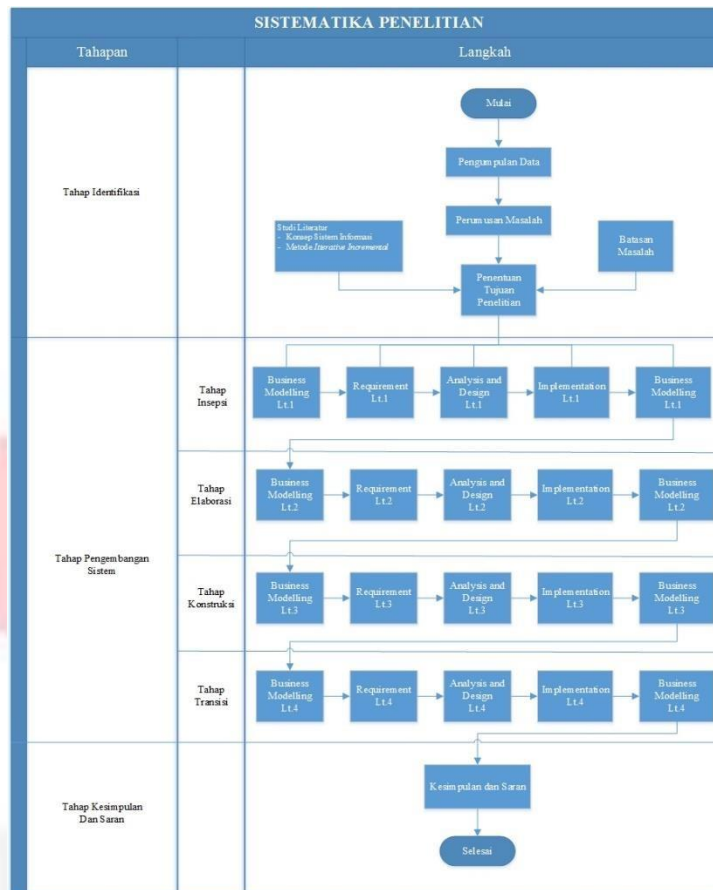 SISTEMATIKA PENELITIAN
Tahapan
Langkah
Tahap Identifikasi
Mulai
Pengumpulan Data
Perumusan Masalah
Studi Literatur
- Konsep Sistem Informasi
- Metode Iterative Incremental
Batasan
Masalah
Penentuan
Tujuan
Penelitian
Tahap Pengembangan
Sistem
Tahap
Insepsi
Business
Modelling
Lt.1
Requirement
Lt.1
Analysis and
Design
Lt.1
Implementation
Lt.1
Business
Modelling
Lt.1
Tahap
Elaborasi
Business
Modelling
Lt.2
Requirement
Lt.2
Analysis and
Design
Lt.2
Implementation
Lt.2
Business
Modelling
Lt.2
Tahap
Konstruksi
Business
Modelling
Lt.3
Requirement
Lt.3
Analysis and
Design
Lt.3
Implementation
Lt.3
Business
Modelling
Lt.3
Tahap
Transisi
Business
Modelling
Lt.4
Requirement
Lt.4
Analysis and
Design
Lt.4
Implementation
Lt.4
Business
Modelling
Lt.4
Tahap Kesimpulan
Dan Saran
Kesimpulan dan Saran
Selesai